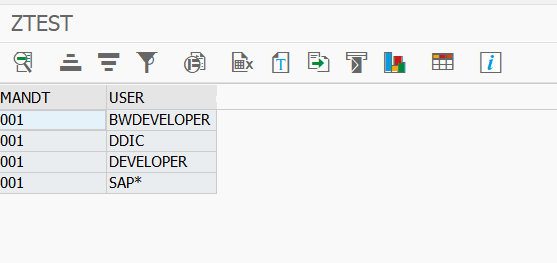 ZTEST
MANDT USER
001 BWDEVELOPER
001 DDIC
001 DEVELOPER
001 SAP*